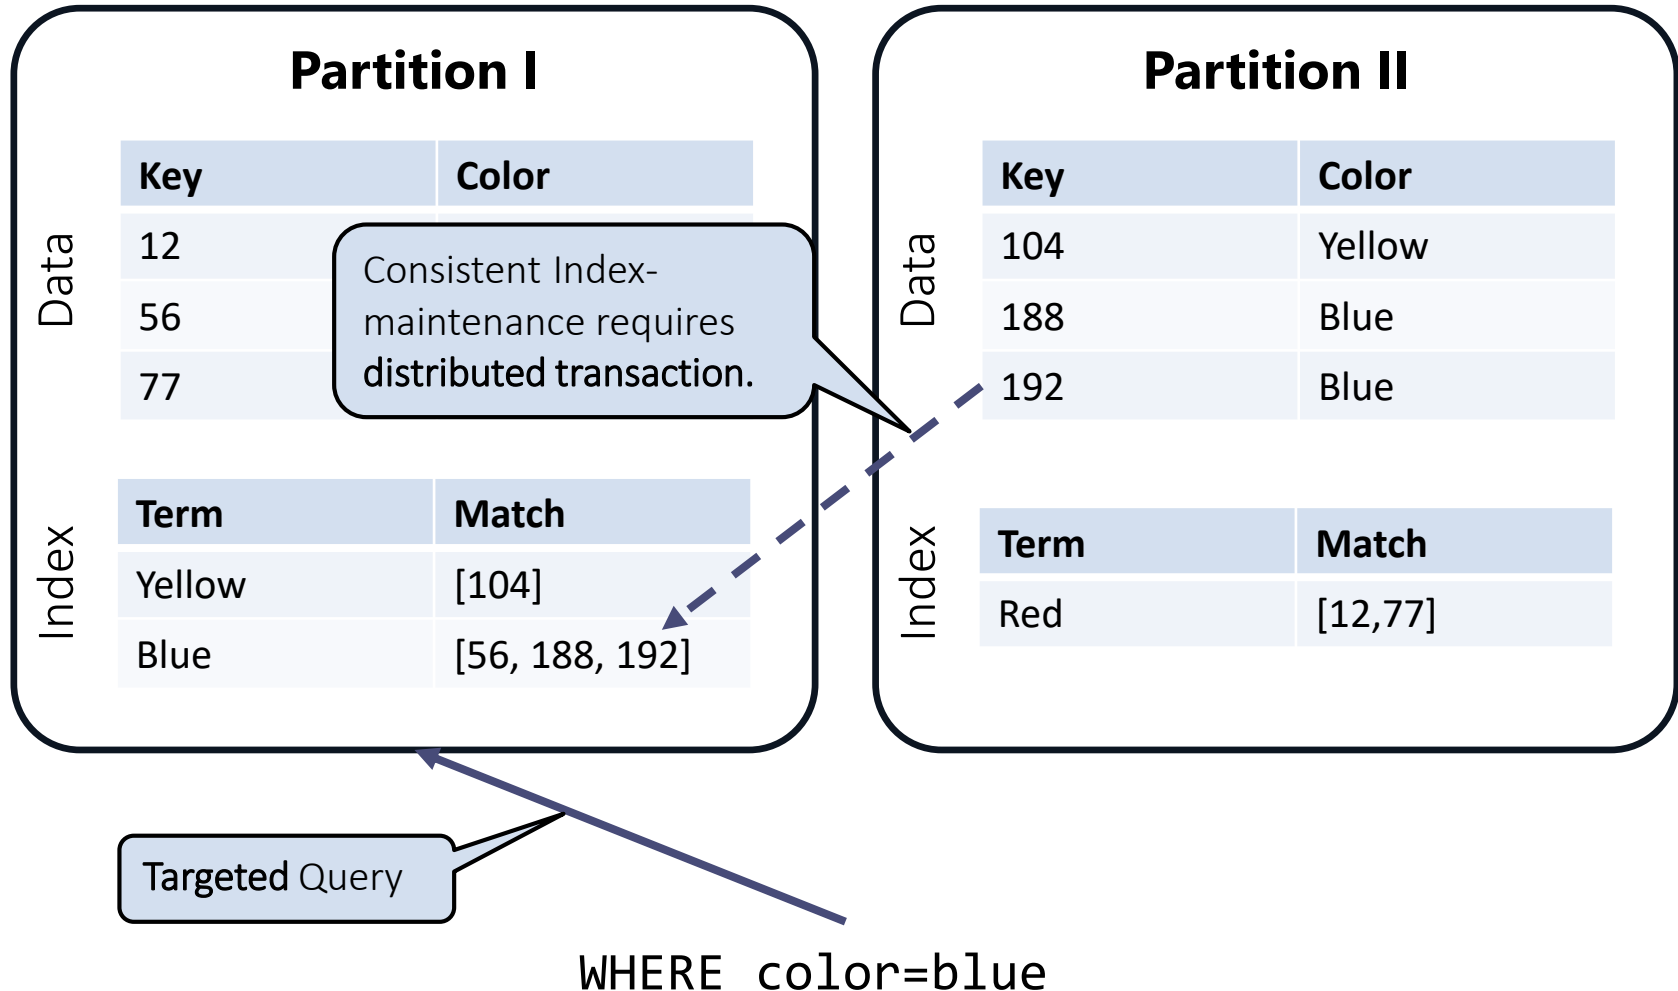 Partition I
Data
Key Color
12
56
77
Index
Term Match
Yellow [104]
Blue [56, 188, 192]
Consistent Index-
maintenance requires
distributed transaction.
Partition II
Data
Key Color
104 Yellow
188 Blue
192 Blue
Index
Term Match
Red [12,77]
Targeted Query
WHERE color=blue